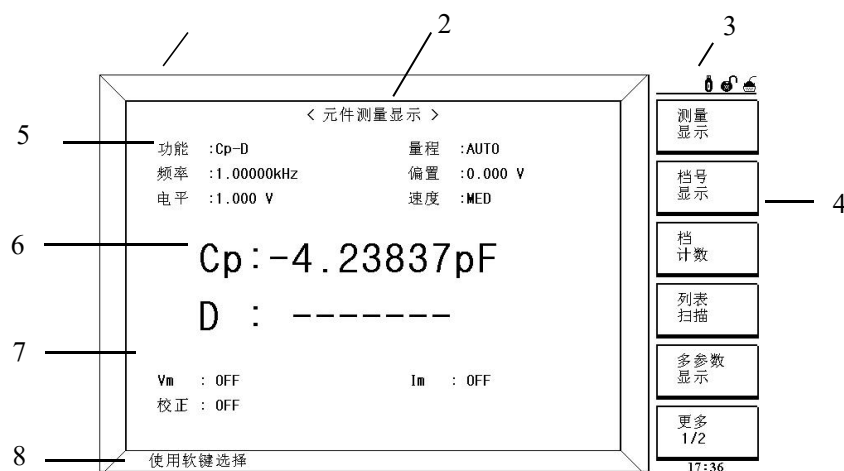 2
3
< 元件测量显示 >
5
功能 :Cp-D 量程 :AUTO
频率 :1.00000kHz 偏置 :0.000 V
电平 :1.000 V 速度 :MED
6
Cp:-4.23837pF
D : -------
7
Vm : OFF Im : OFF
校正 : OFF
8
使用软键选择
测量
显示
档号
显示
4
档
计数
列表
扫描
多参数
显示
更多
1/2
17:36